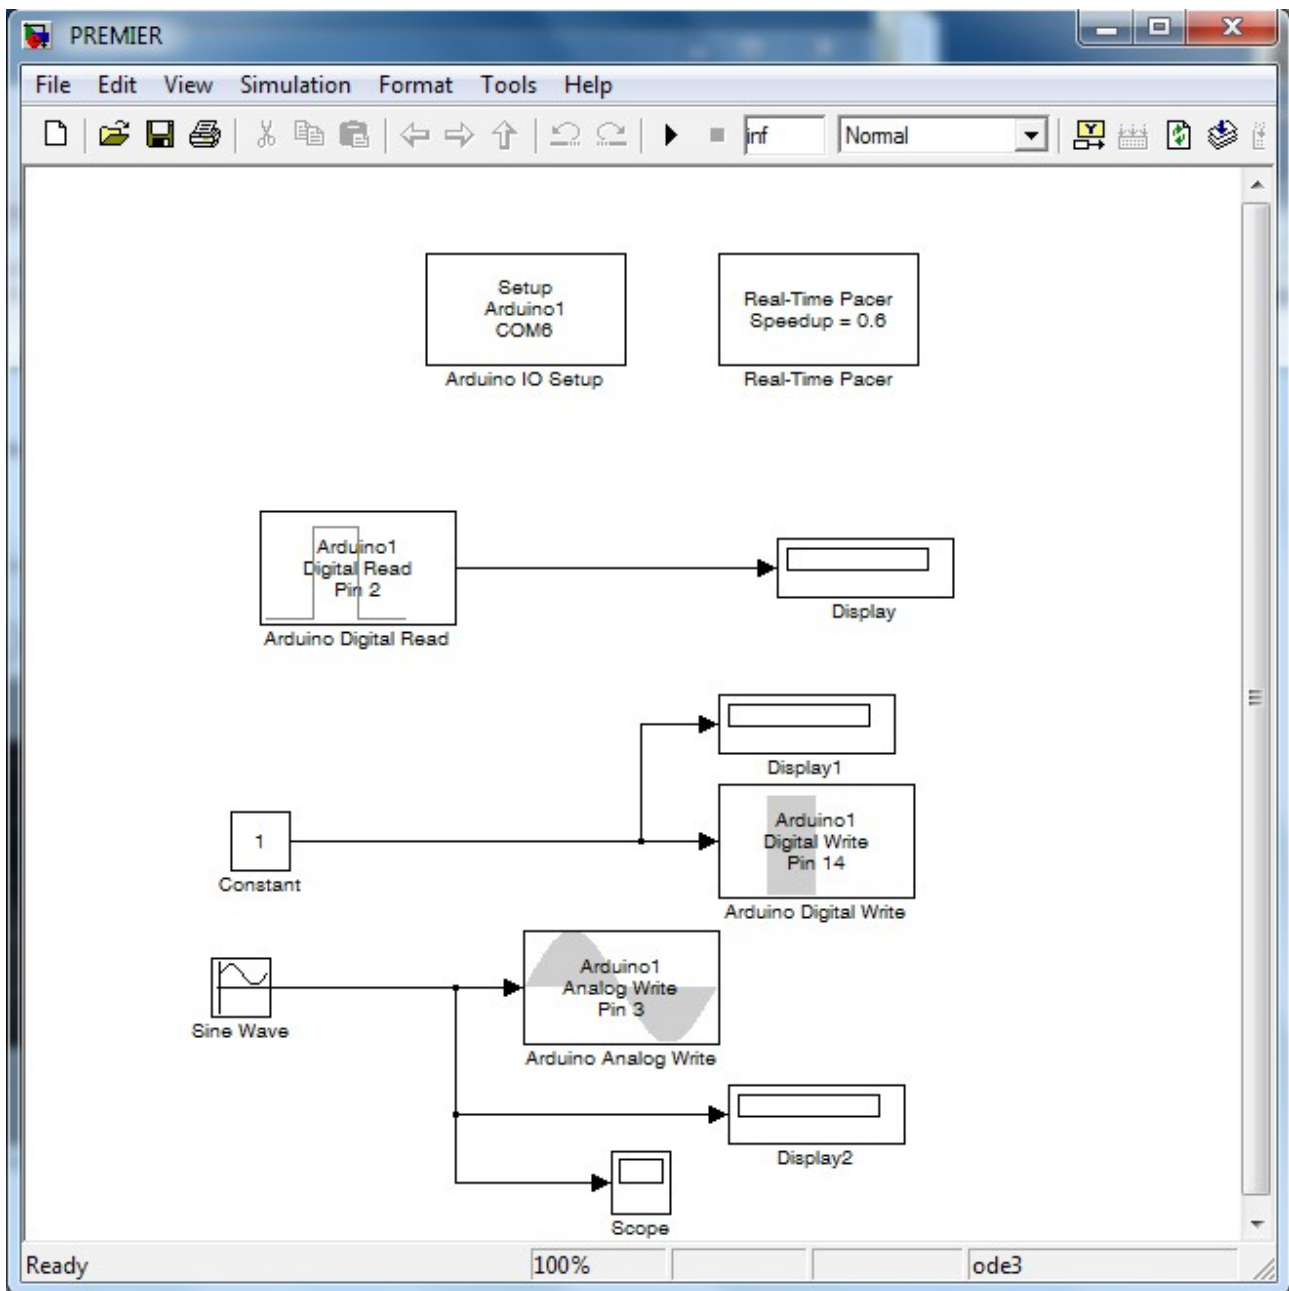 PREMIER
File Edit View Simulation Format Tools Help
inf Normal
Setup
Arduino1
COM6
Arduino IO Setup
Real-Time Pacer
Speedup = 0.6
Real-Time Pacer
Arduino1
Digital Read
Pin 2
Arduino Digital Read
Display
Display1
1
Constant
Arduino1
Digital Write
Pin 14
Arduino Digital Write
Sine Wave
Arduino1
Analog Write
Pin 3
Arduino Analog Write
Display2
Scope
Ready 100% ode3